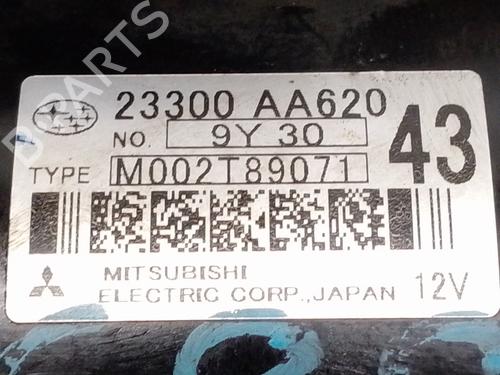 B-PARTS
23300 AA620
43
NO. 9Y 30
TYPE M002T89071
MITSUBISHI
ELECTRIC CORP., JAPAN 12V